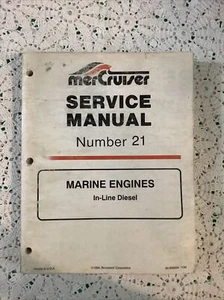 merCruiser
SERVICE
MANUAL
Number 21
MARINE ENGINES
In-Line Diesel